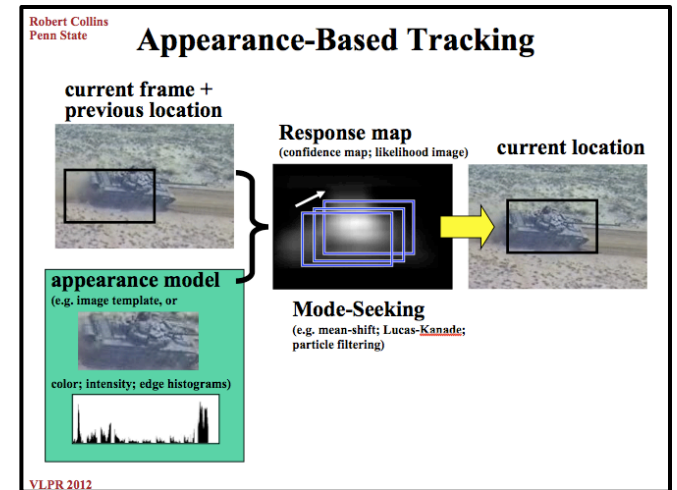 Robert Collins
Penn State
Appearance-Based Tracking
current frame +
previous location
Response map
(confidence map; likelihood image)
current location
appearance model
(e.g. image template, or
color; intensity; edge histograms)
Mode-Seeking
(e.g. mean-shift; Lucas-Kanade;
particle filtering)
VLPR 2012